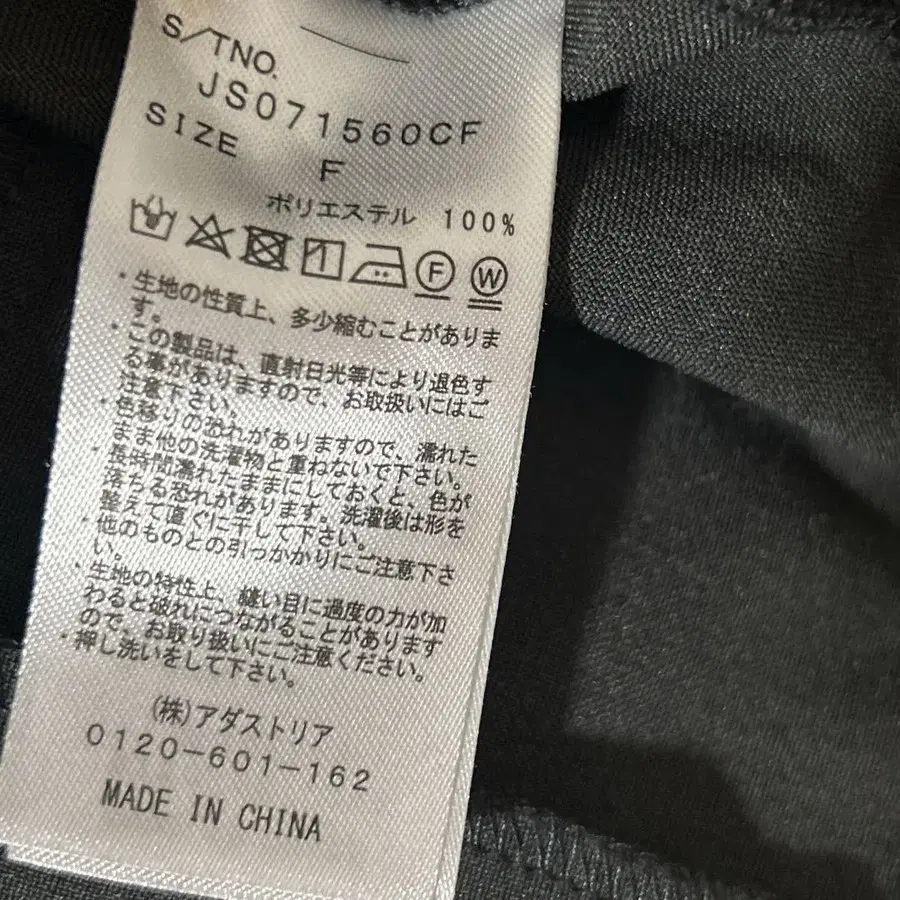 S/TNO.
JS071560CF
SIZE
F
ポリエステル 100%
F W
・生地の性質上、多少縮むことがありま
す。
・この製品は、直射日光等により退色す
る事がありますので、お取扱いにはご
注意下さい。
・色移りの恐れがありますので、濡れた
まま他の洗濯物と重ねないで下さい。
・長時間濡れたままにしておくと、色が
落ちる恐れがあります。洗濯後は形を
整えて直ぐに干して下さい。
・他のものとの引っかかりにご注意下さ
い。
・生地の特性上、縫い目に過度の力が加
わると破れにつながることがあります
ので、お取り扱いにご注意ください。
・押し洗いをして下さい。
(株)アダストリア
0120-601-162
MADE IN CHINA